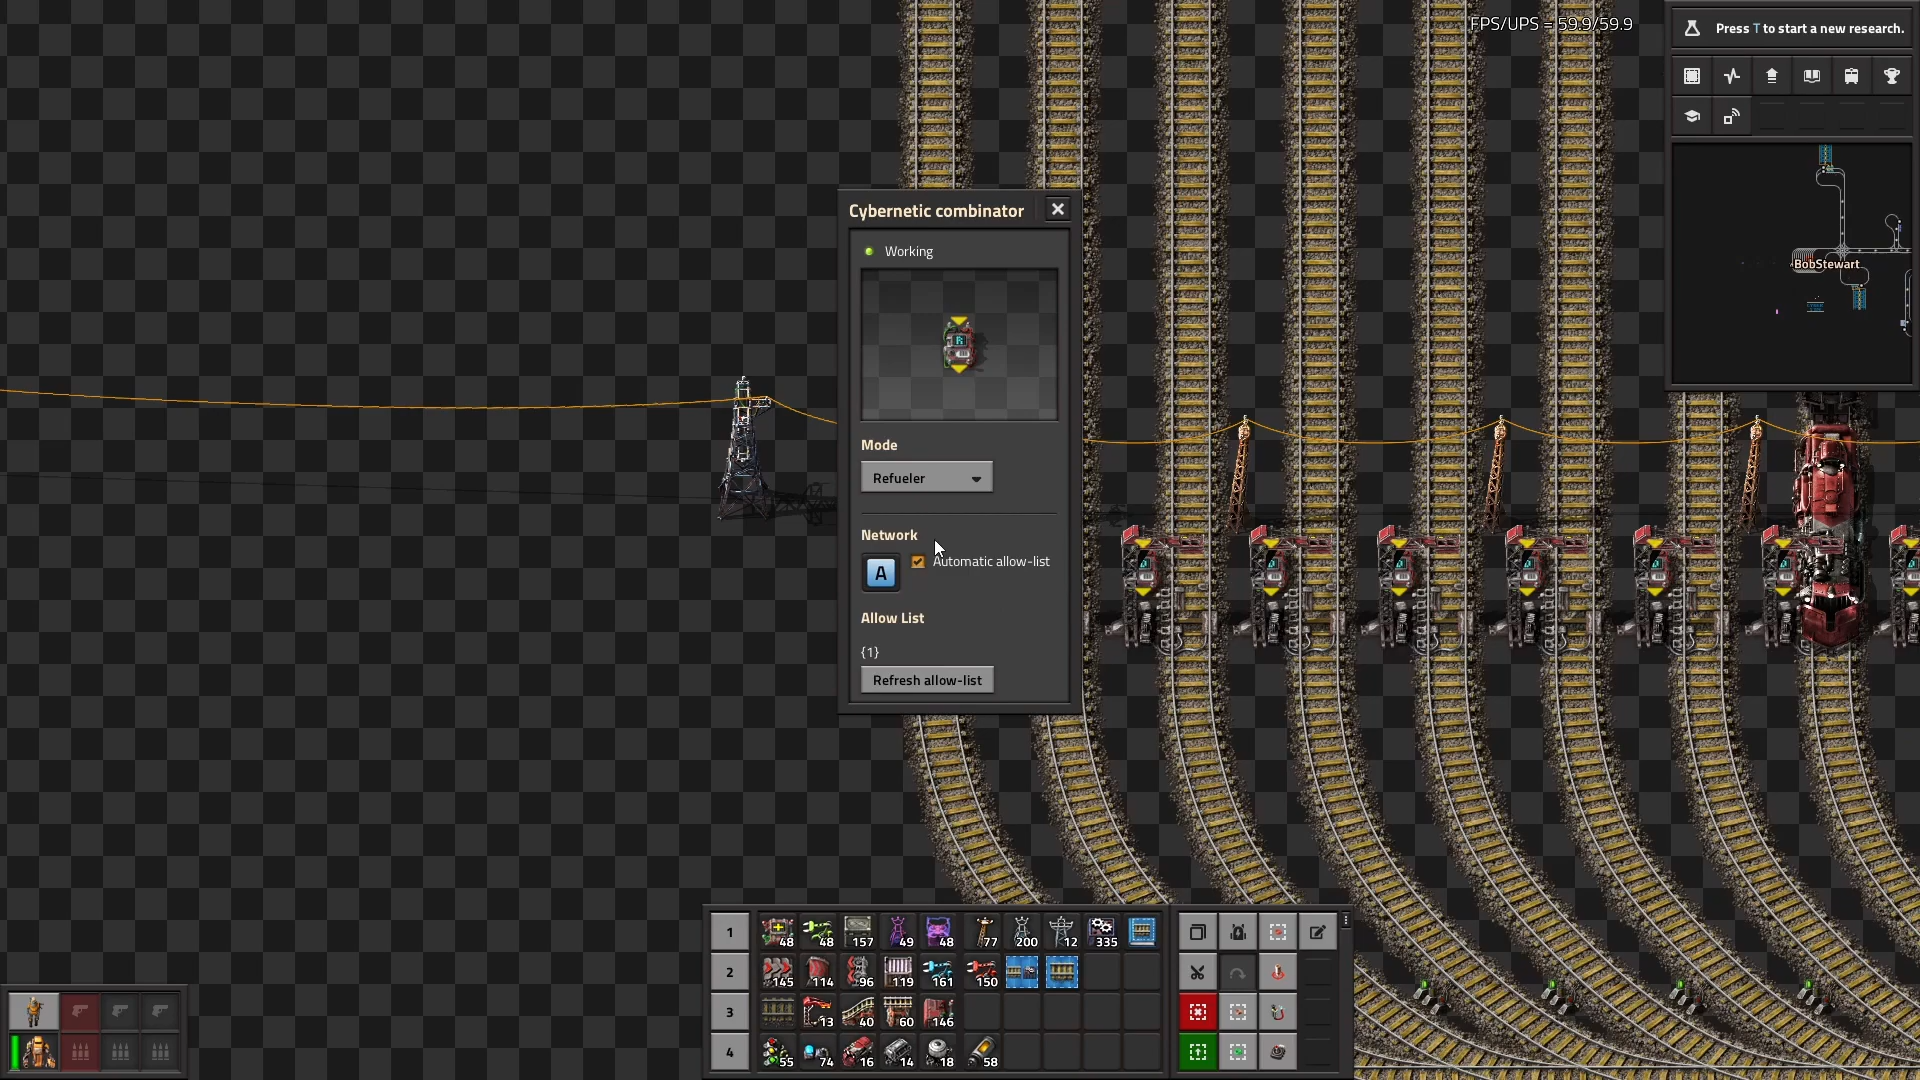 FPS/UPS = 59.9/59.9
Press T to start a new research.
BobStewart
Cybernetic combinator
Working
Mode
Refueler
Network
Automatic allow-list
A
Allow List
{1}
Refresh allow-list
1
48
48
157
49
48
77
200
12
335
2
145
114
96
119
161
150
3
13
40
60
146
4
55
74
16
14
18
58